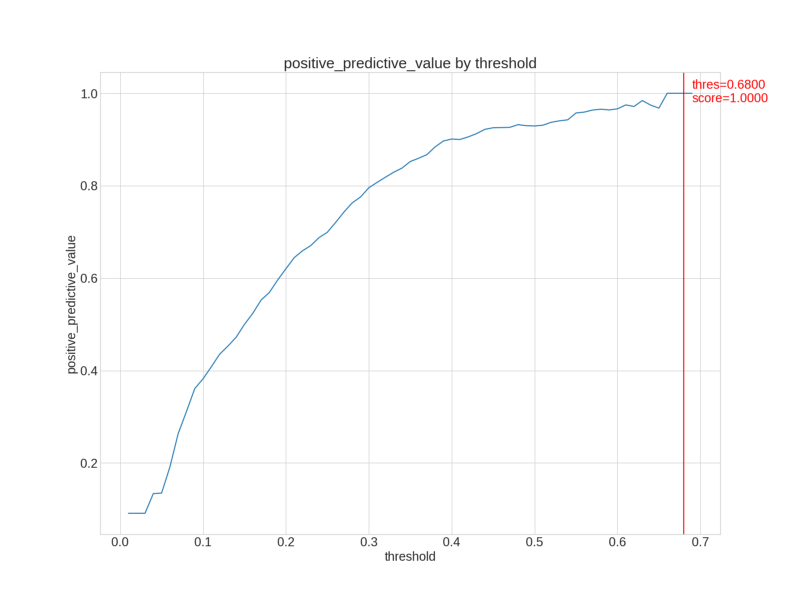 positive_predictive_value by threshold
thres=0.6800
score=1.0000
1.0
0.8
0.6
0.4
0.2
positive_predictive_value
0.0 0.1 0.2 0.3 0.4 0.5 0.6 0.7
threshold